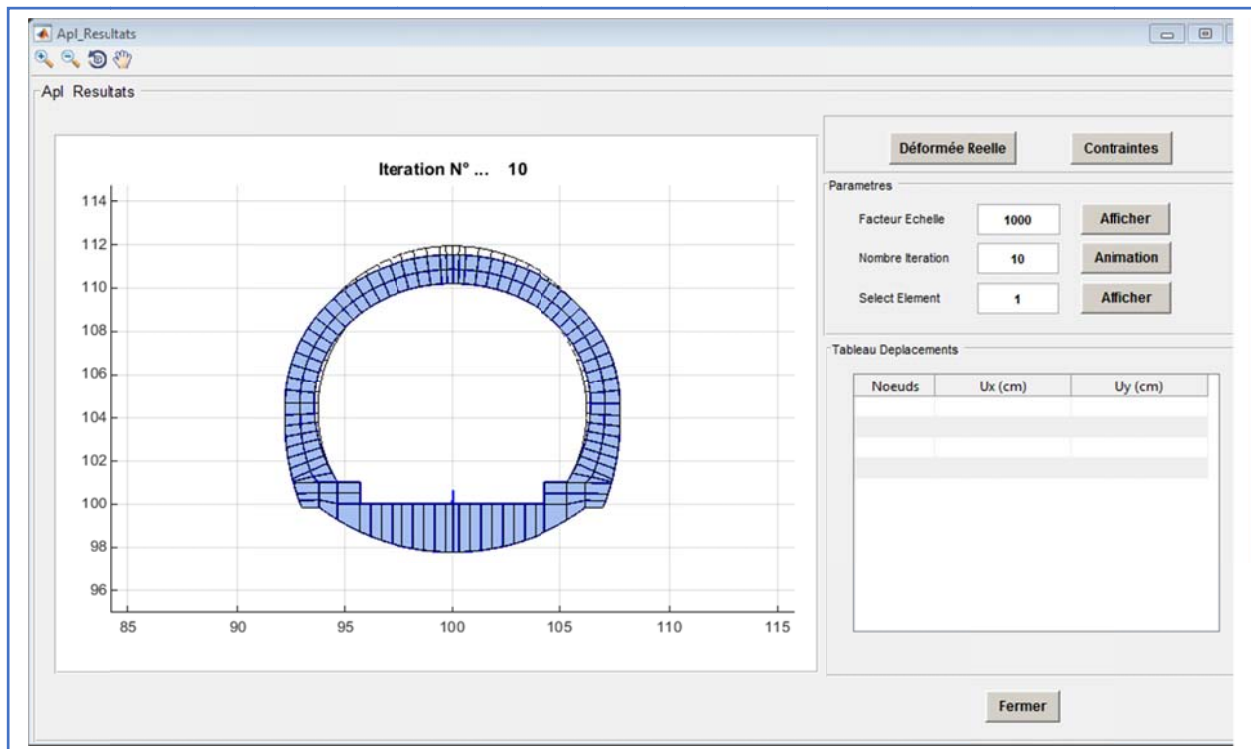 Apl_Resultats
Apl Resultats
Iteration N° ... 10
114
112
110
108
106
104
102
100
98
96
85 90 95 100 105 110 115
Déformée Reelle Contraintes
Parametres
Facteur Echelle 1000 Afficher
Nombre Iteration 10 Animation
Select Element 1 Afficher
Tableau Deplacements
Noeuds Ux (cm) Uy (cm)
Fermer